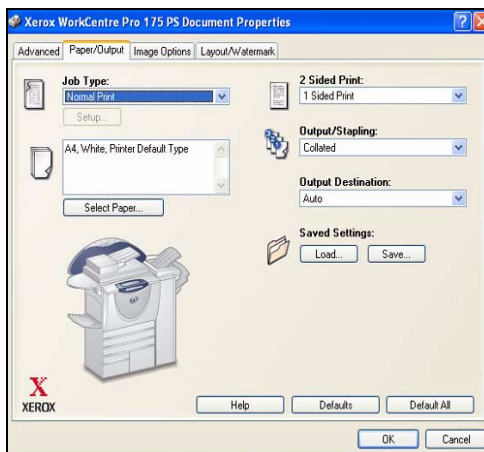 Xerox WorkCentre Pro 175 PS Document Properties
Advanced Paper/Output Image Options Layout/Watermark
Job Type:
Normal Print
Setup...
A4, White, Printer Default Type
Select Paper...
2 Sided Print:
1 Sided Print
Output/Stapling:
Collated
Output Destination:
Auto
Saved Settings:
Load... Save...
X
XEROX
Help Defaults Default All
OK Cancel